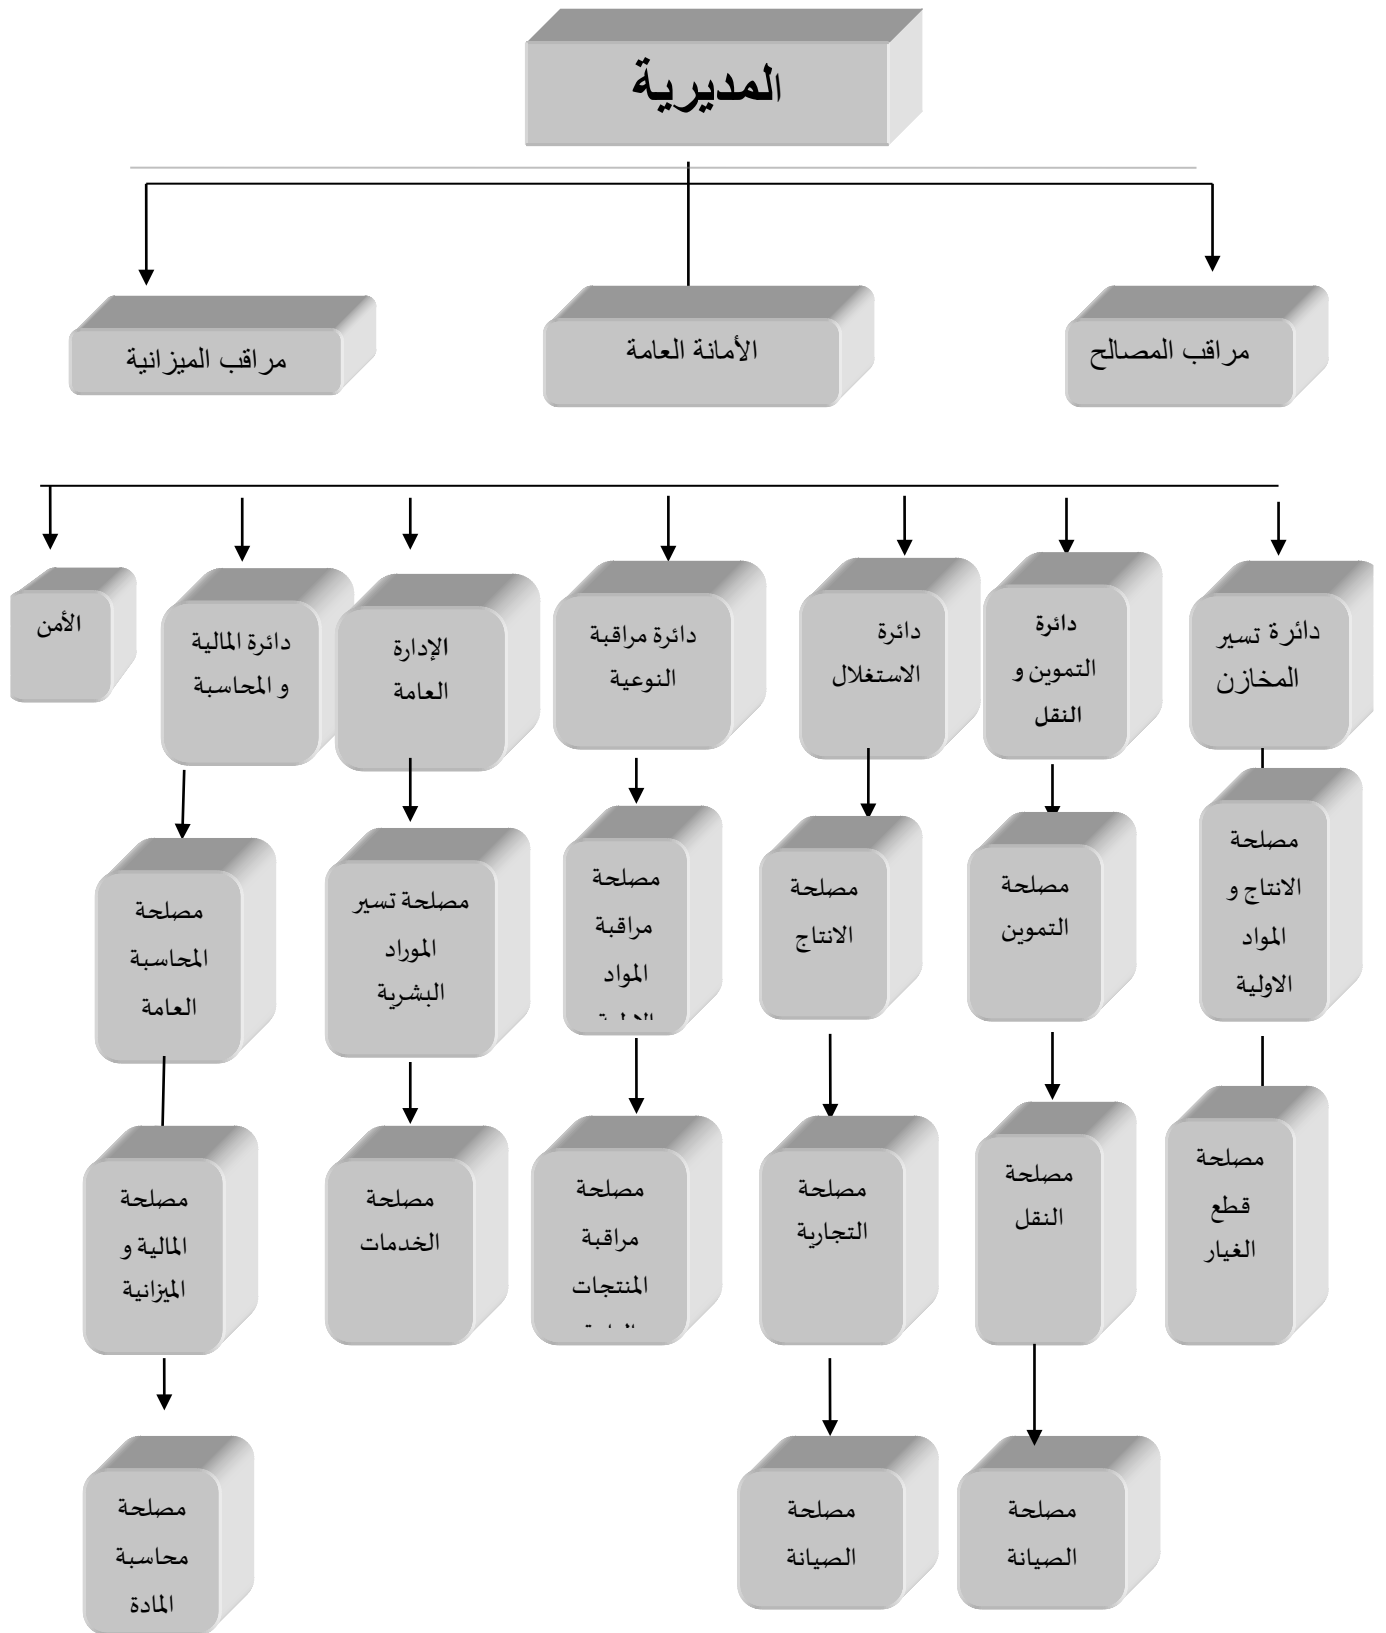 المديرية
مراقب المصالح
الأمانة العامة
مراقب الميزانية
دائرة تسير
المخازن
دائرة
التموين و
النقل
دائرة
الاستغلال
دائرة مراقبة
النوعية
الإدارة
العامة
دائرة المالية
و المحاسبة
الأمن
مصلحة
الانتاج و
المواد
الاولية
مصلحة
التموين
مصلحة
الانتاج
مصلحة
مراقبة
المواد
مصلحة تسير
الموراد
البشرية
مصلحة
المحاسبة
العامة
مصلحة
قطع
الغيار
مصلحة
النقل
مصلحة
التجارية
مصلحة
مراقبة
المنتجات
مصلحة
الخدمات
مصلحة
المالية و
الميزانية
مصلحة
الصيانة
مصلحة
الصيانة
مصلحة
محاسبة
المادة